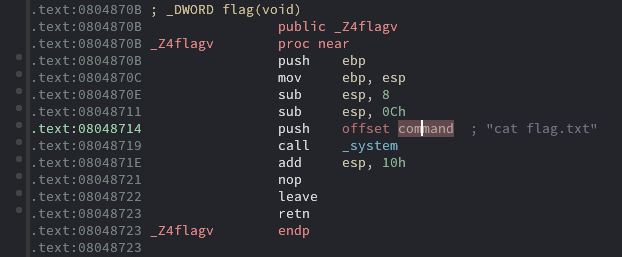 .text:0804870B ; _DWORD flag(void)
.text:0804870B public _Z4flagv
.text:0804870B _Z4flagv proc near
.text:0804870B push ebp
.text:0804870C mov ebp, esp
.text:0804870E sub esp, 8
.text:08048711 sub esp, 0Ch
.text:08048714 push offset command ; "cat flag.txt"
.text:08048719 call _system
.text:0804871E add esp, 10h
.text:08048721 nop
.text:08048722 leave
.text:08048723 retn
.text:08048723 _Z4flagv endp
.text:08048723